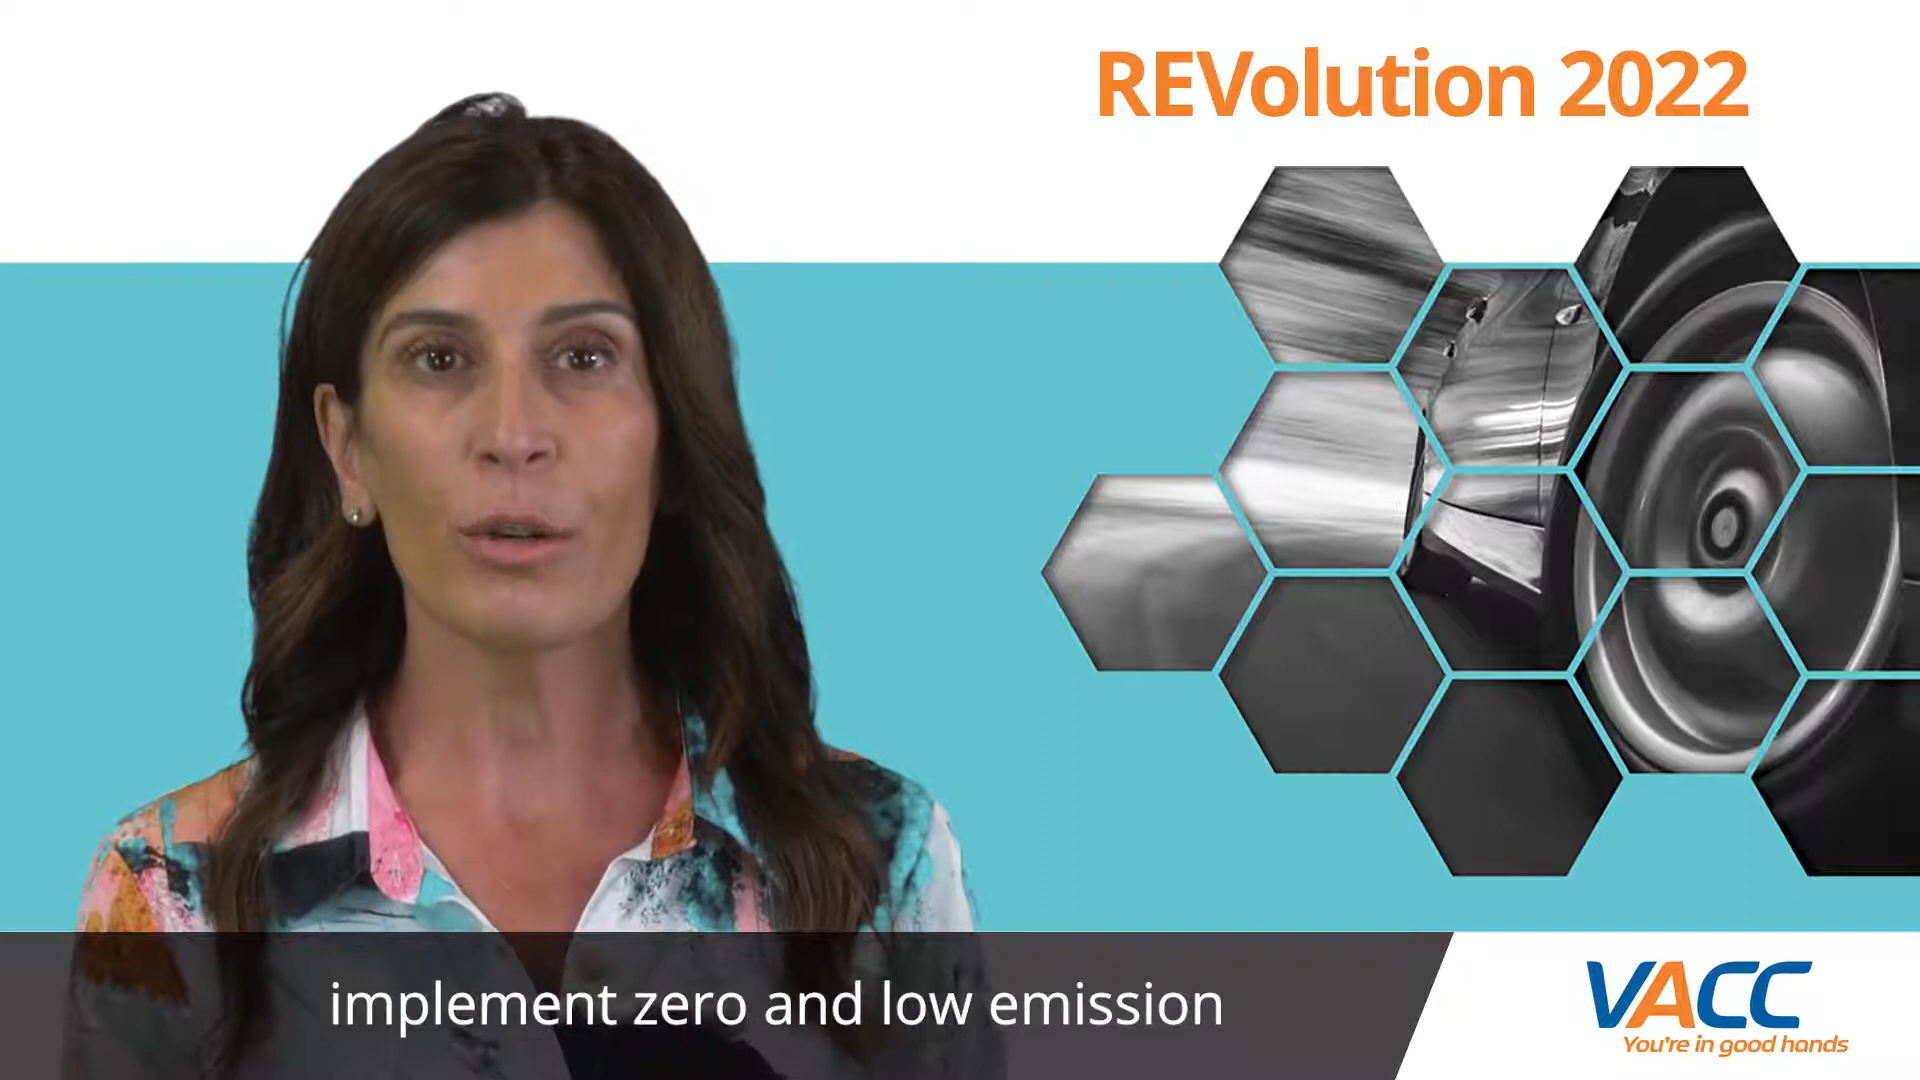 REVolution 2022
implement zero and low emission
VACC
You're in good hands